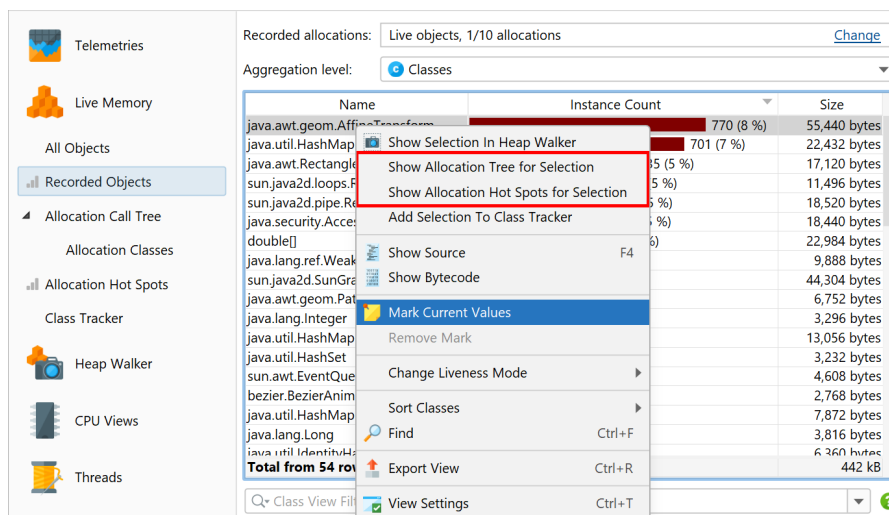 Telemetries
Live Memory
All Objects
Recorded Objects
Allocation Call Tree
Allocation Classes
Allocation Hot Spots
Class Tracker
Heap Walker
CPU Views
Threads
Recorded allocations: Live objects, 1/10 allocations Change
Aggregation level: Classes
Name Instance Count Size
java.awt.geom.AffineTransform 770 (8 %) 55,440 bytes
java.util.HashMap 701 (7 %) 22,432 bytes
java.awt.Rectangle 35 (5 %) 17,120 bytes
sun.java2d.loops. 5 %) 11,496 bytes
sun.java2d.pipe.Re %) 18,520 bytes
java.security.Acces %) 18,440 bytes
double[] %) 22,984 bytes
java.lang.ref.Weak 9,888 bytes
sun.java2d.SunGra 44,304 bytes
java.awt.geom.Pat 6,752 bytes
java.lang.Integer 3,296 bytes
java.util.HashMap 13,056 bytes
java.util.HashSet 3,232 bytes
sun.awt.EventQue 4,608 bytes
bezier.BezierAnim 2,768 bytes
java.util.HashMap 7,872 bytes
java.lang.Long 3,816 bytes
java.util.IdentityHa 6,360 bytes
Total from 54 rov 442 kB
Class View Filt
Show Selection In Heap Walker
Show Allocation Tree for Selection
Show Allocation Hot Spots for Selection
Add Selection To Class Tracker
Show Source F4
Show Bytecode
Mark Current Values
Remove Mark
Change Liveness Mode
Sort Classes
Find Ctrl+F
Export View Ctrl+R
View Settings Ctrl+T